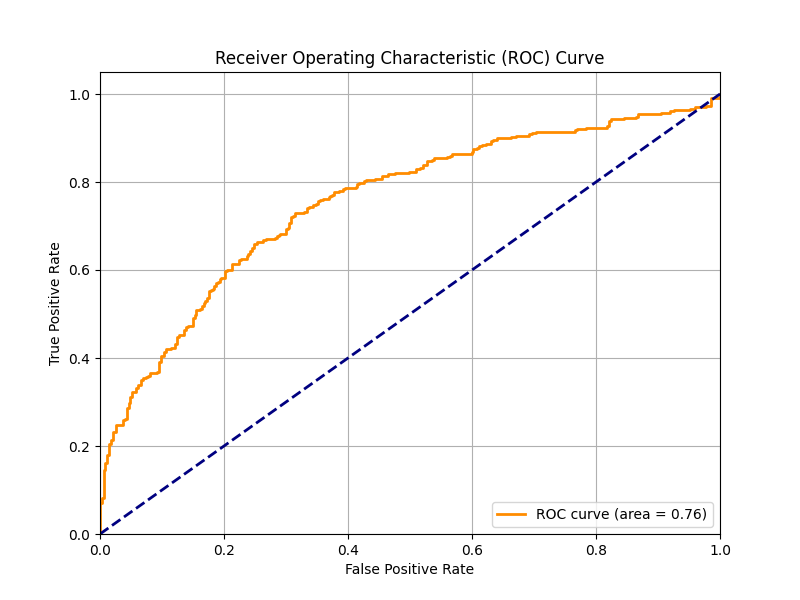 Receiver Operating Characteristic (ROC) Curve
True Positive Rate
1.0
0.8
0.6
0.4
0.2
0.0
ROC curve (area = 0.76)
0.0 0.2 0.4 0.6 0.8 1.0
False Positive Rate